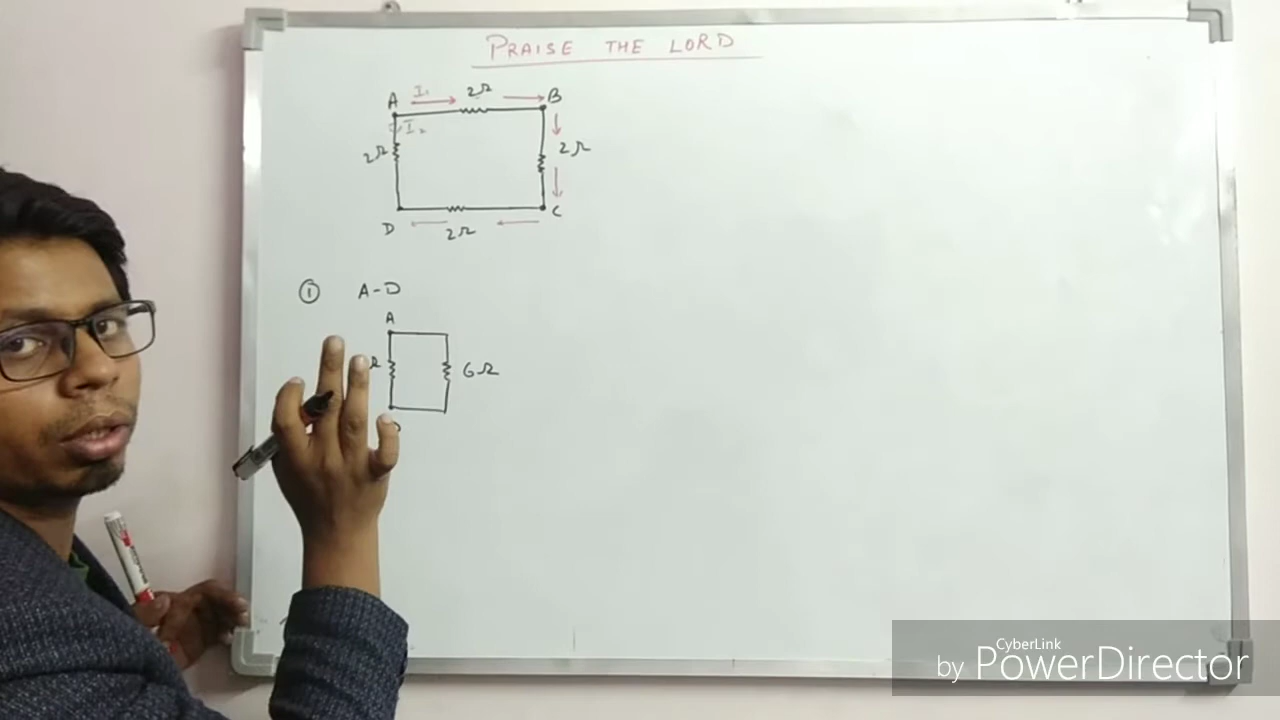 PRAISE THE LORD
A I₁ 2Ω B
I₂
2Ω 2Ω
D 2Ω C
① A-D
A
6Ω
CyberLink
by PowerDirector